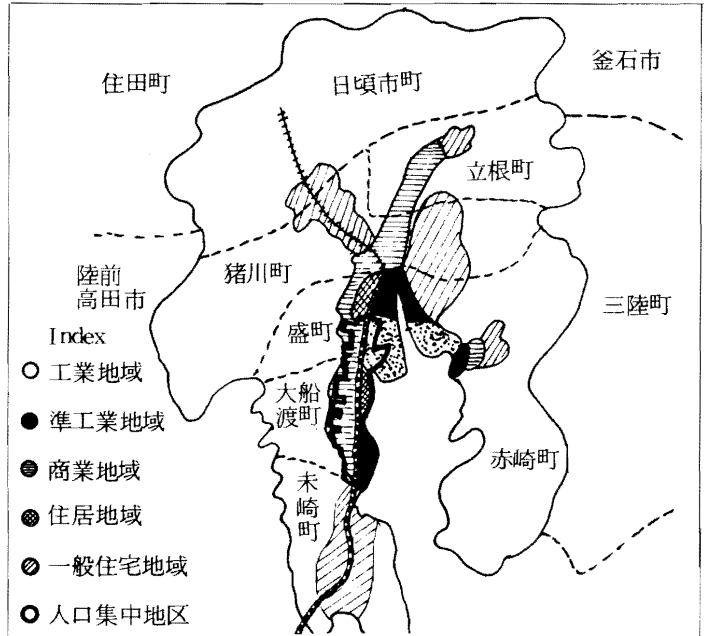 住田町
日頃市町
釜石市
立根町
陸前
高田市
猪川町
三陸町
盛町
大船
渡町
赤崎町
末
崎
町
Index
工業地域
準工業地域
商業地域
住居地域
一般住宅地域
人口集中地区